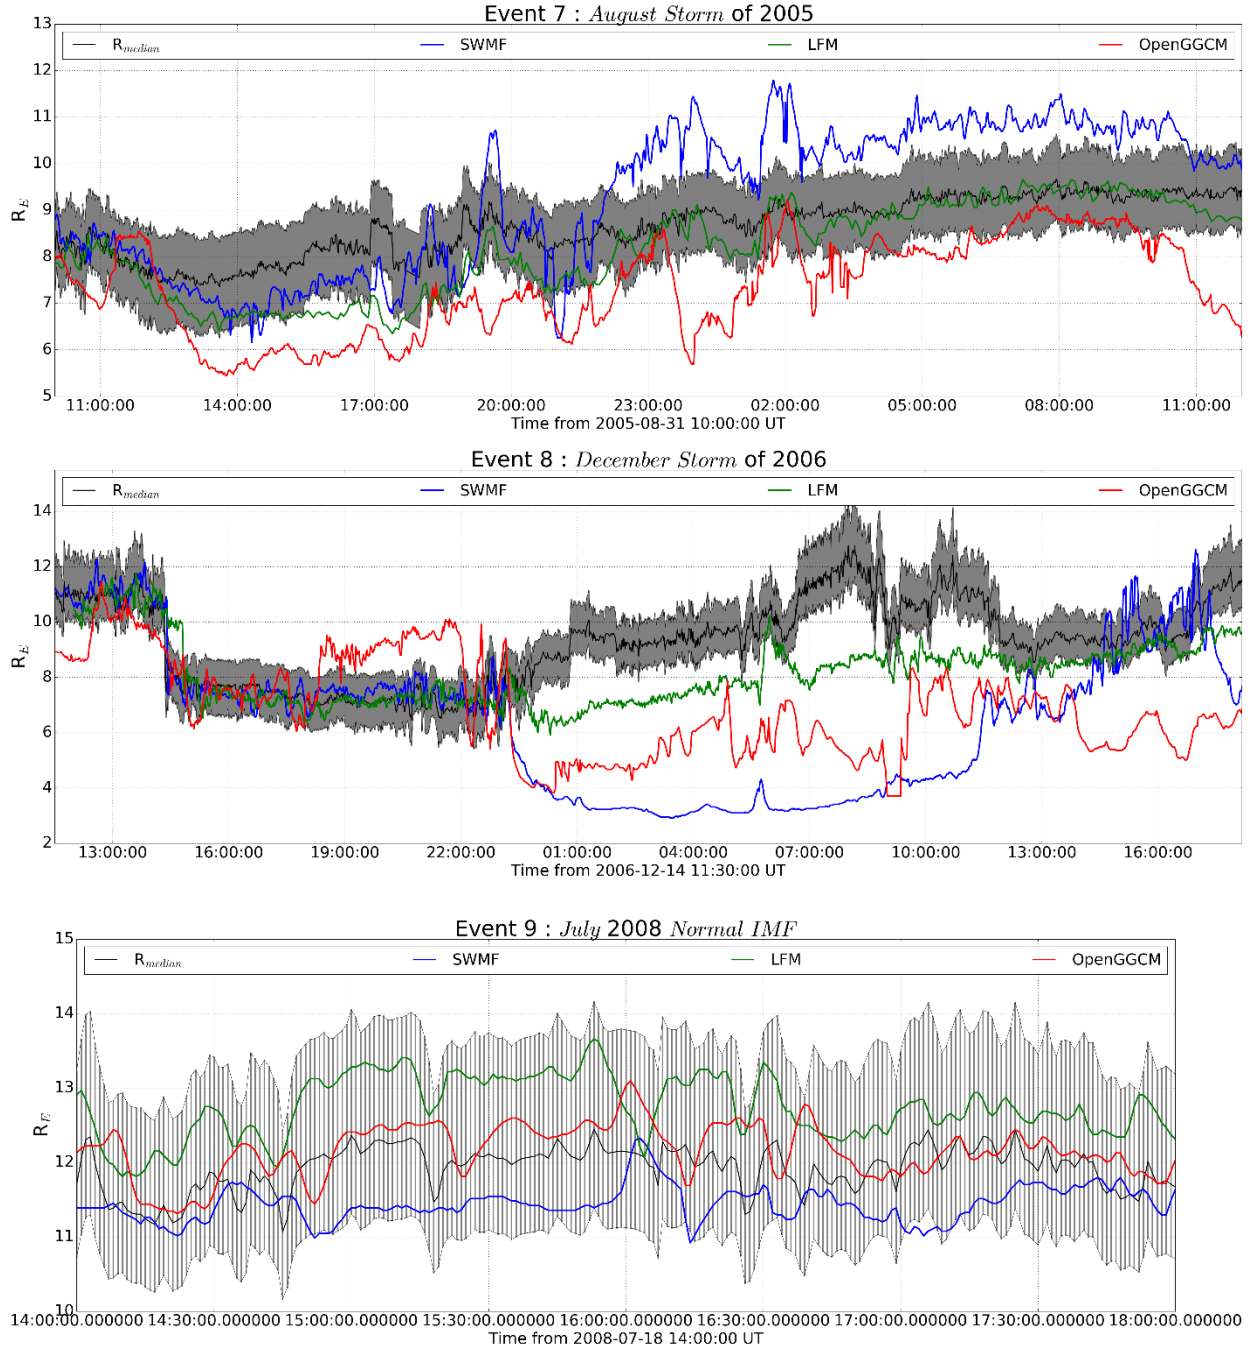 Event 7 : August Storm of 2005
R_median SWMF LFM OpenGGCM
13
12
11
10
9
8
7
6
5
R_E
11:00:00 14:00:00 17:00:00 20:00:00 23:00:00 02:00:00 05:00:00 08:00:00 11:00:00
Time from 2005-08-31 10:00:00 UT
Event 8 : December Storm of 2006
R_median SWMF LFM OpenGGCM
14
12
10
8
6
4
2
R_E
13:00:00 16:00:00 19:00:00 22:00:00 01:00:00 04:00:00 07:00:00 10:00:00 13:00:00 16:00:00
Time from 2006-12-14 11:30:00 UT
Event 9 : July 2008 Normal IMF
R_median SWMF LFM OpenGGCM
15
14
13
12
11
10
R_E
14:00:00.000000 14:30:00.000000 15:00:00.000000 15:30:00.000000 16:00:00.000000 16:30:00.000000 17:00:00.000000 17:30:00.000000 18:00:00.000000
Time from 2008-07-18 14:00:00 UT